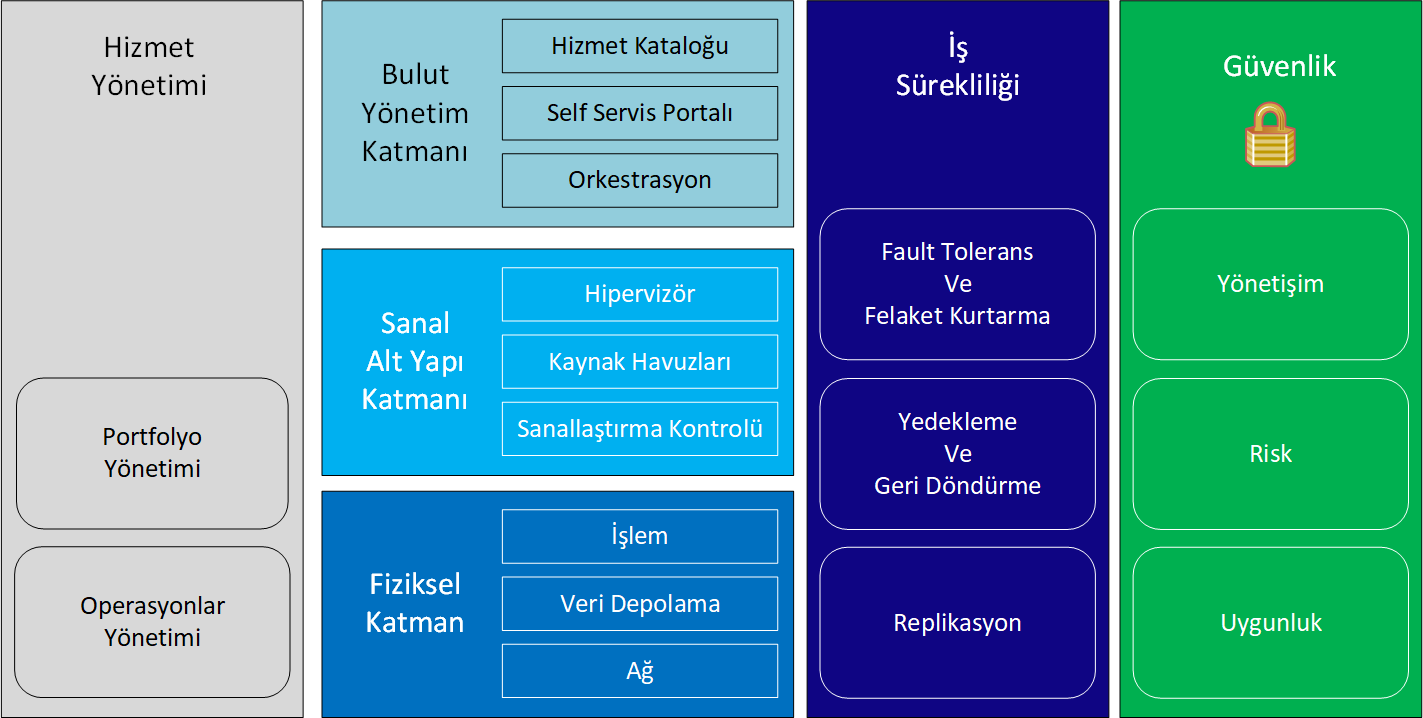 Hizmet
Yönetimi
Portfolyo
Yönetimi
Operasyonlar
Yönetimi
Bulut
Yönetim
Katmanı
Hizmet Kataloğu
Self Servis Portalı
Orkestrasyon
Sanal
Alt Yapı
Katmanı
Hipervizör
Kaynak Havuzları
Sanallaştırma Kontrolü
Fiziksel
Katman
İşlem
Veri Depolama
Ağ
İş
Sürekliliği
Fault Tolerans
Ve
Felaket Kurtarma
Yedekleme
Ve
Geri Döndürme
Replikasyon
Güvenlik
Yönetişim
Risk
Uygunluk